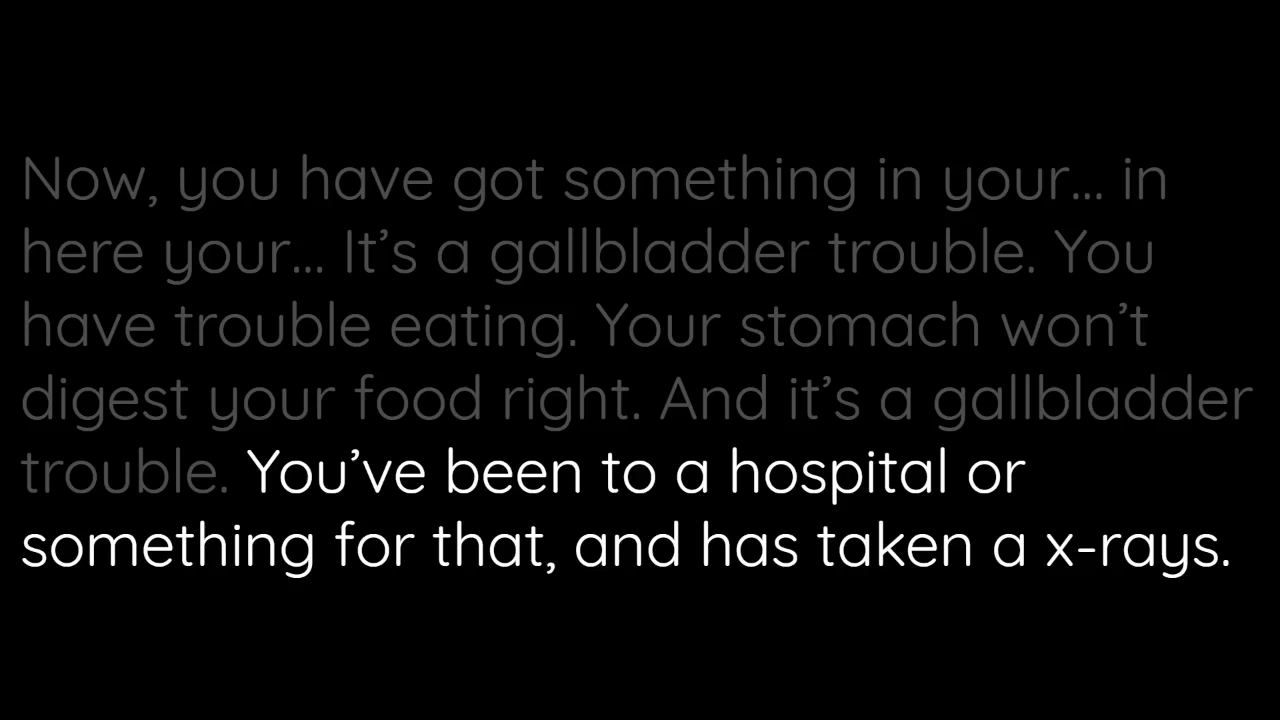 Now, you have got something in your... in
here your... It’s a gallbladder trouble. You
have trouble eating. Your stomach won’t
digest your food right. And it’s a gallbladder
trouble. You’ve been to a hospital or
something for that, and has taken a x-rays.